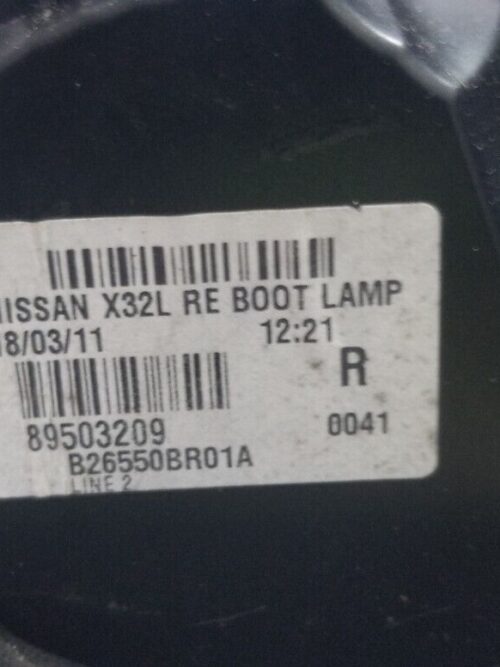 NISSAN X32L RE BOOT LAMP
18/03/11 12:21
R
89503209 0041
B26550BR01A
LINE 2